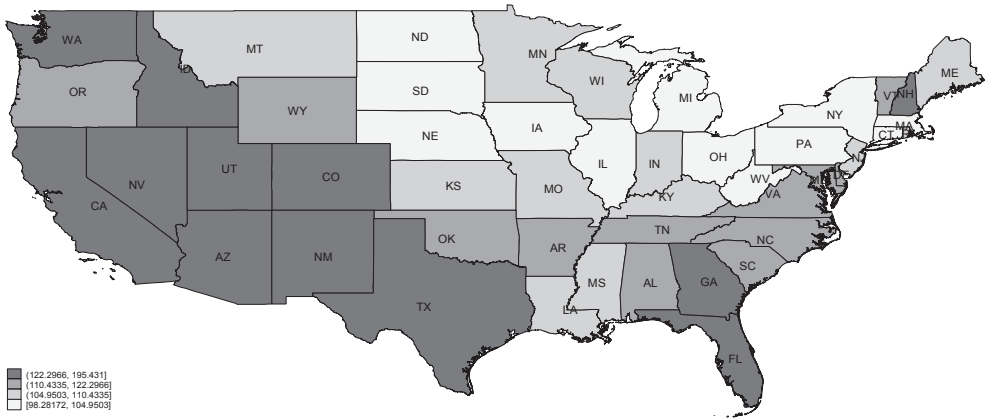 WA
MT
ND
MN
ME
ID
OR
WI
VT NH
SD
MI
WY
NY
MA
CT
IA
NE
PA
OH
IL
IN
NV
UT
CO
WV
KS
MO
VA
KY
CA
TN
OK
NC
AR
AZ
NM
SC
MS
AL
GA
TX
LA
FL
(122.2966, 195.431]
(110.4335, 122.2966]
(104.9503, 110.4335]
[98.28172, 104.9503]